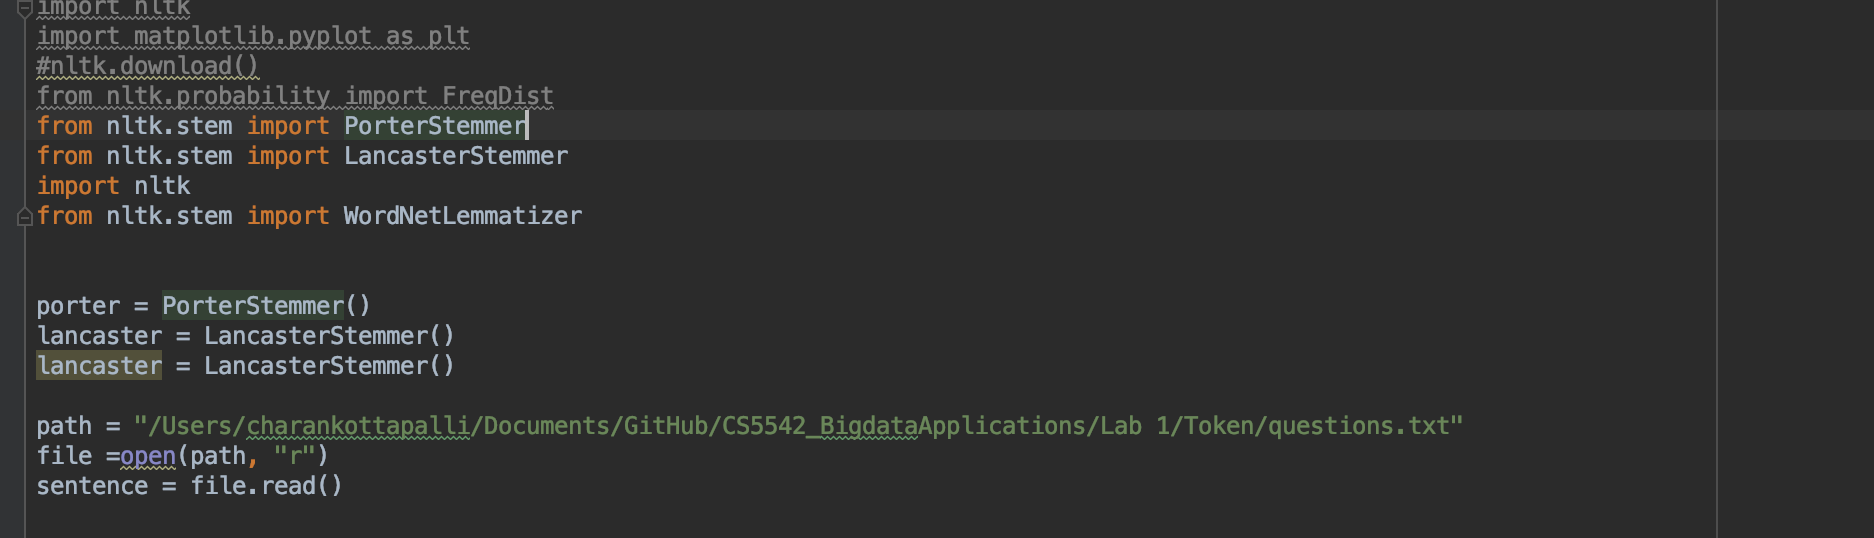 import nltk
import matplotlib.pyplot as plt
#nltk.download()
from nltk.probability import FreqDist
from nltk.stem import PorterStemmer
from nltk.stem import LancasterStemmer
import nltk
from nltk.stem import WordNetLemmatizer
porter = PorterStemmer()
lancaster = LancasterStemmer()
lancaster = LancasterStemmer()
path = "/Users/charankottapalli/Documents/GitHub/CS5542_BigdataApplications/Lab 1/Token/questions.txt"
file =open(path, "r")
sentence = file.read()